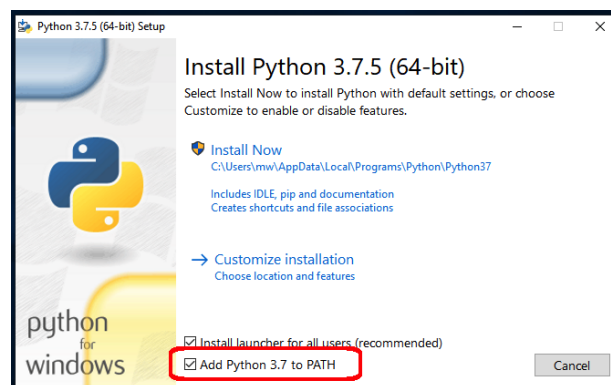 Python 3.7.5 (64-bit) Setup
Install Python 3.7.5 (64-bit)
Select Install Now to install Python with default settings, or choose
Customize to enable or disable features.
Install Now
C:\Users\mw\AppData\Local\Programs\Python\Python37
Includes IDLE, pip and documentation
Creates shortcuts and file associations
Customize installation
Choose location and features
python
for
windows
Install launcher for all users (recommended)
Add Python 3.7 to PATH
Cancel